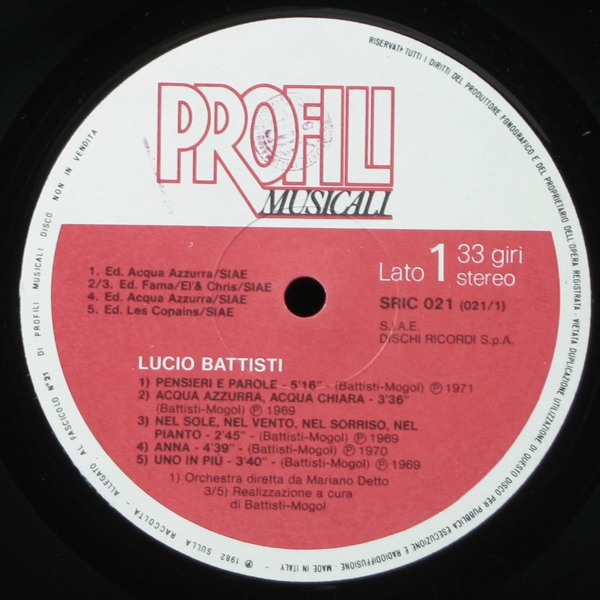 PROFILI
MUSICALI
Lato 1 33 giri
stereo
SRIC 021 (021/1)
S.I.A.E.
DISCHI RICORDI S.p.A.
1. Ed. Acqua Azzurra/SIAE
2/3. Ed. Fama/El & Chris/SIAE
4. Ed. Acqua Azzurra/SIAE
5. Ed. Les Copains/SIAE
LUCIO BATTISTI
1) PENSIERI E PAROLE - 5'16" - (Battisti-Mogol) Ⓟ 1971
2) ACQUA AZZURRA, ACQUA CHIARA - 3'36"
(Battisti-Mogol) Ⓟ 1969
3) NEL SOLE, NEL VENTO, NEL SORRISO, NEL
PIANTO - 2'45" - (Battisti-Mogol) Ⓟ 1969
4) ANNA - 4'39" - (Battisti-Mogol) Ⓟ 1970
5) UNO IN PIÙ - 3'40" - (Battisti-Mogol) Ⓟ 1969
1) Orchestra diretta da Mariano Detto
3/5) Realizzazione a cura
di Battisti-Mogol
RISERVATI TUTTI I DIRITTI DEL PRODUTTORE FONOGRAFICO E DEL PROPRIETARIO DELL'OPERA REGISTRATA - VIETATA DUPLICAZIONE UTILIZZAZIONE DI QUESTO DISCO PER PUBBLICA ESECUZIONE E RADIODIFFUSIONE - MADE IN ITALY - Ⓟ 1982 SULLA RACCOLTA - ALLEGATO AL FASCICOLO N° 21 DI PROFILI MUSICALI DISCO NON IN VENDITA